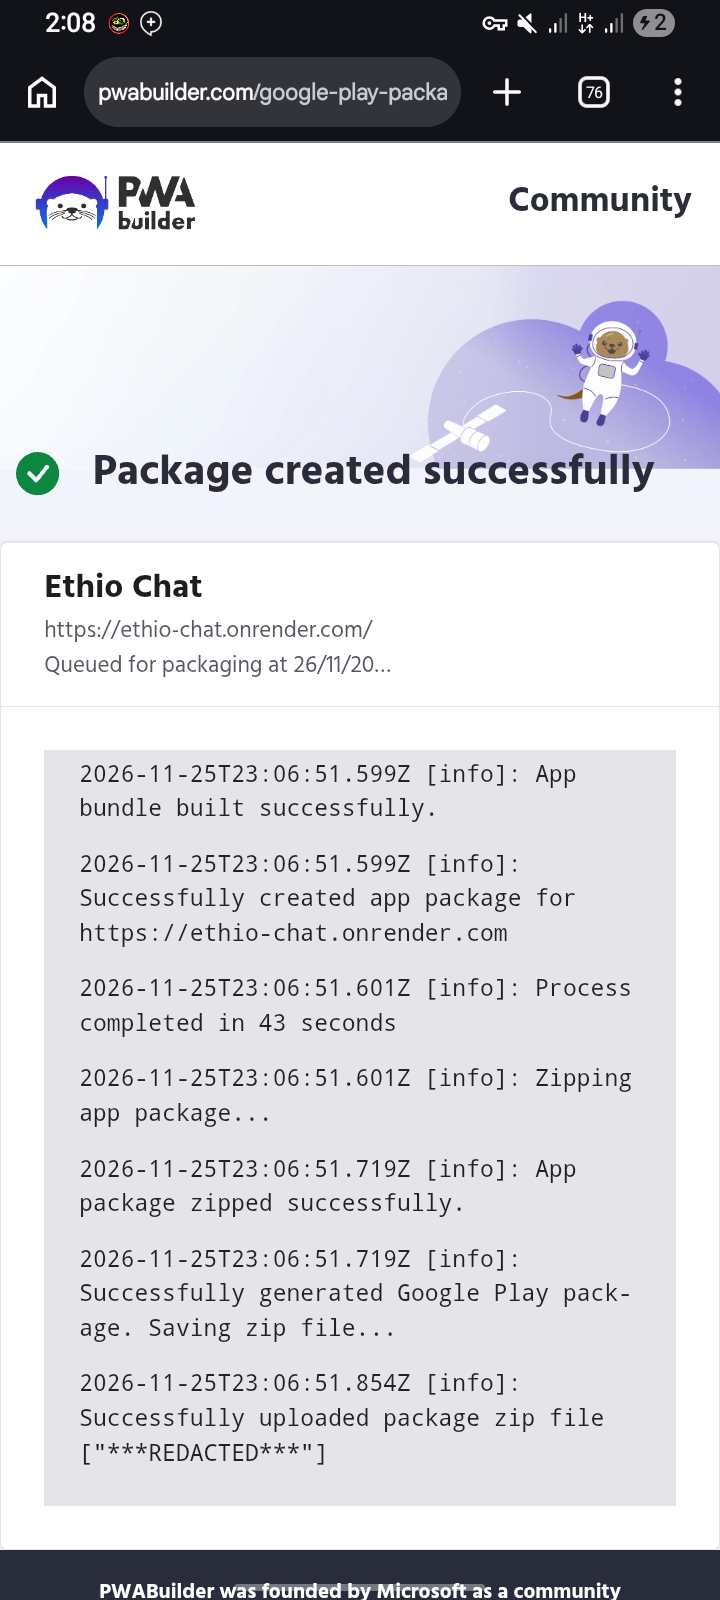 2:08
H+
2
pwabuilder.com/google-play-packa
76
PWA
builder
Community
Package created successfully
Ethio Chat
https://ethio-chat.onrender.com/
Queued for packaging at 26/11/20...
2026-11-25T23:06:51.599Z [info]: App
bundle built successfully.
2026-11-25T23:06:51.599Z [info]:
Successfully created app package for
https://ethio-chat.onrender.com
2026-11-25T23:06:51.601Z [info]: Process
completed in 43 seconds
2026-11-25T23:06:51.601Z [info]: Zipping
app package...
2026-11-25T23:06:51.719Z [info]: App
package zipped successfully.
2026-11-25T23:06:51.719Z [info]:
Successfully generated Google Play pack-
age. Saving zip file...
2026-11-25T23:06:51.854Z [info]:
Successfully uploaded package zip file
["***REDACTED***"]
PWABuilder was founded by Microsoft as a community